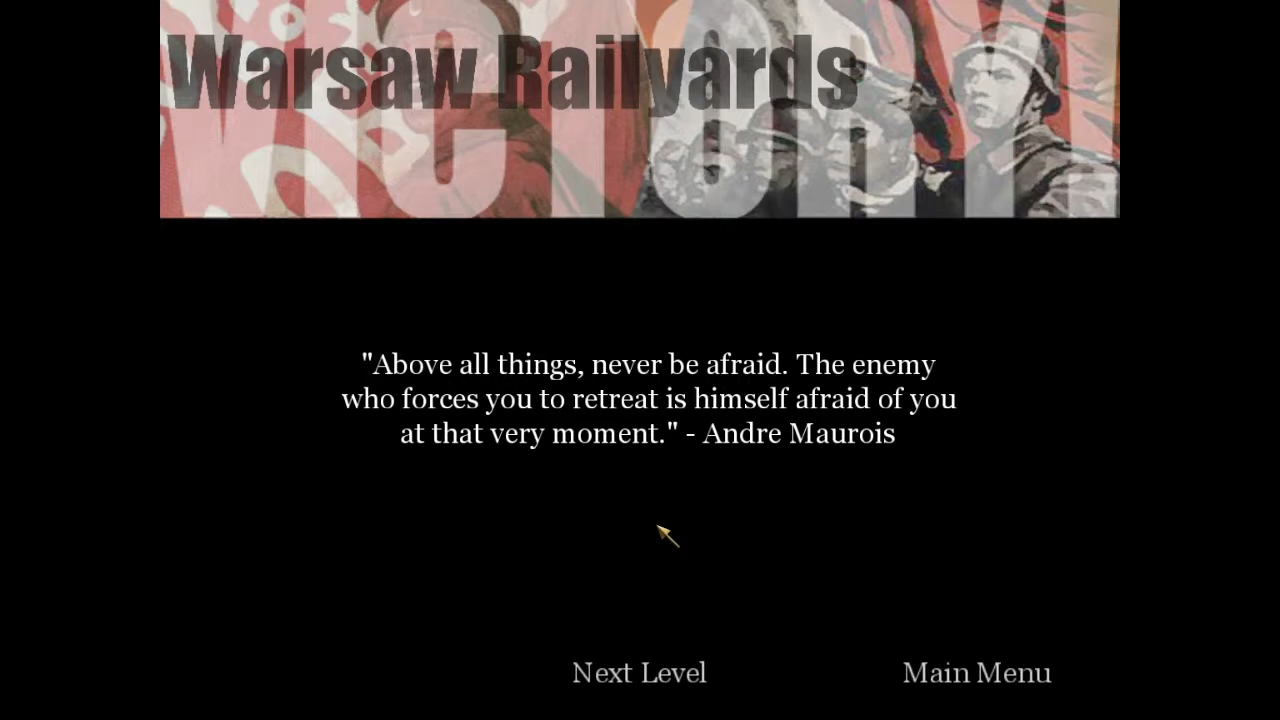 VICTORY
Warsaw Railyards
"Above all things, never be afraid. The enemy
who forces you to retreat is himself afraid of you
at that very moment." - Andre Maurois
Next Level
Main Menu